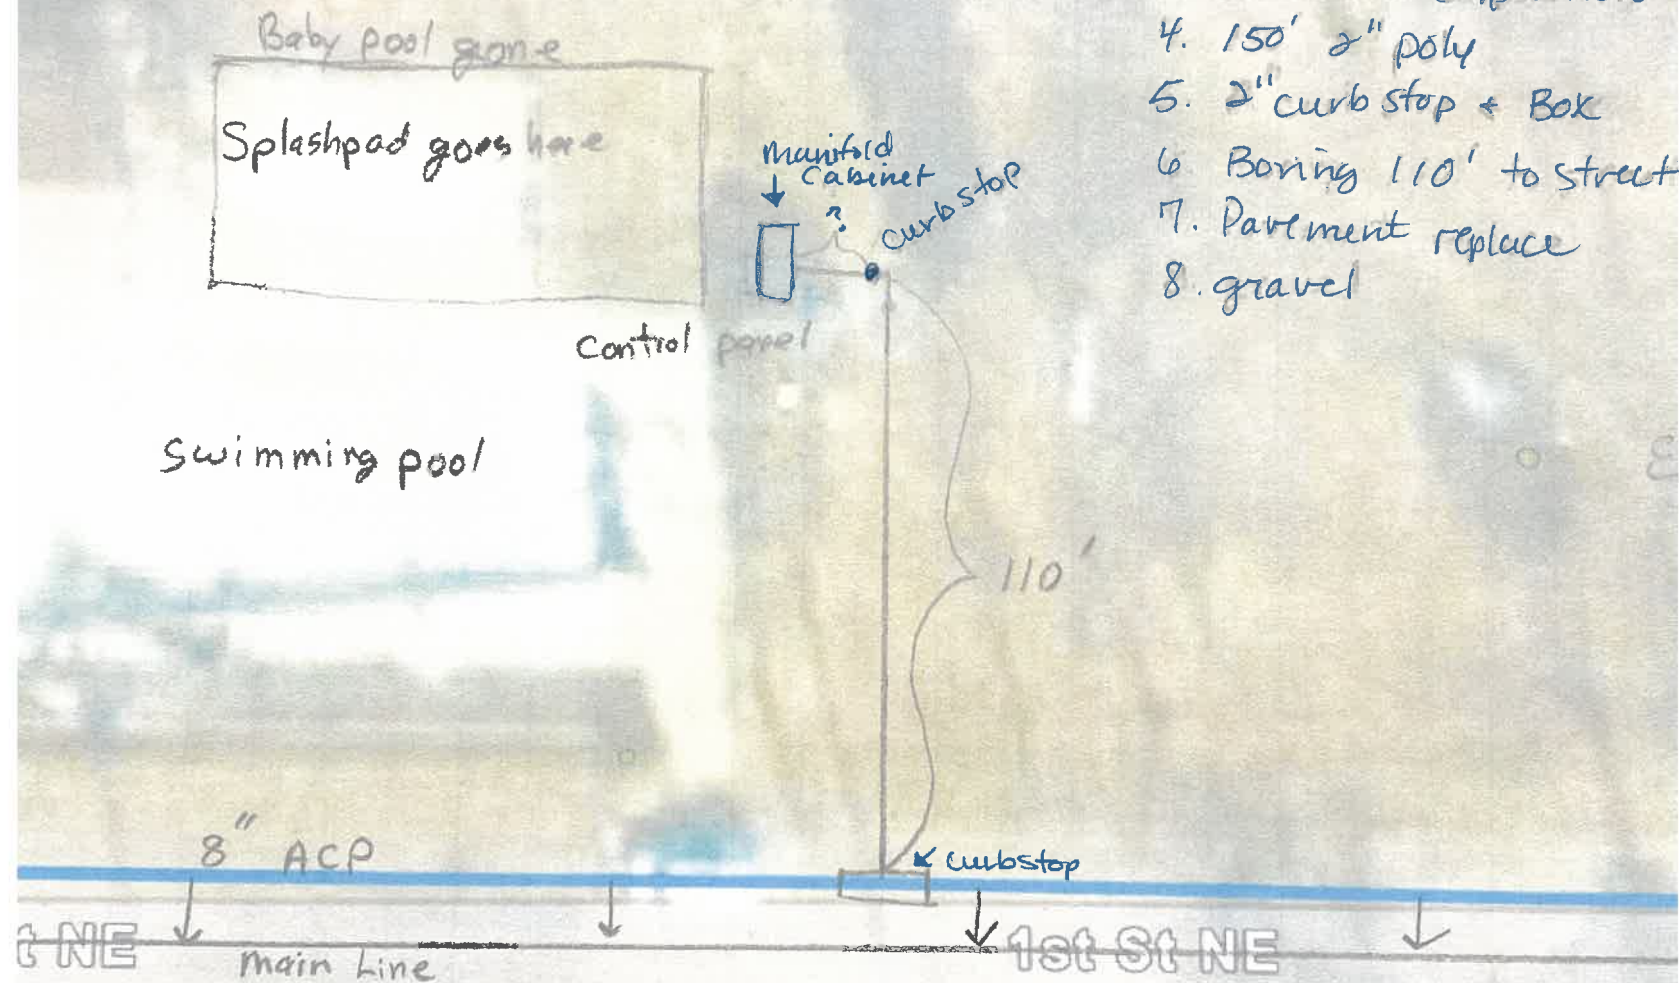 Baby pool gone
Splashpad goes here
Manifold
Cabinet
?
curbstop
4. 150' 2" poly
5. 2" curb stop + Box
6 Boring 110' to street
7. Pavement replace
8. gravel
Control panel
Swimming pool
110'
8" ACP
curbstop
t NE
1st St NE
Main Line